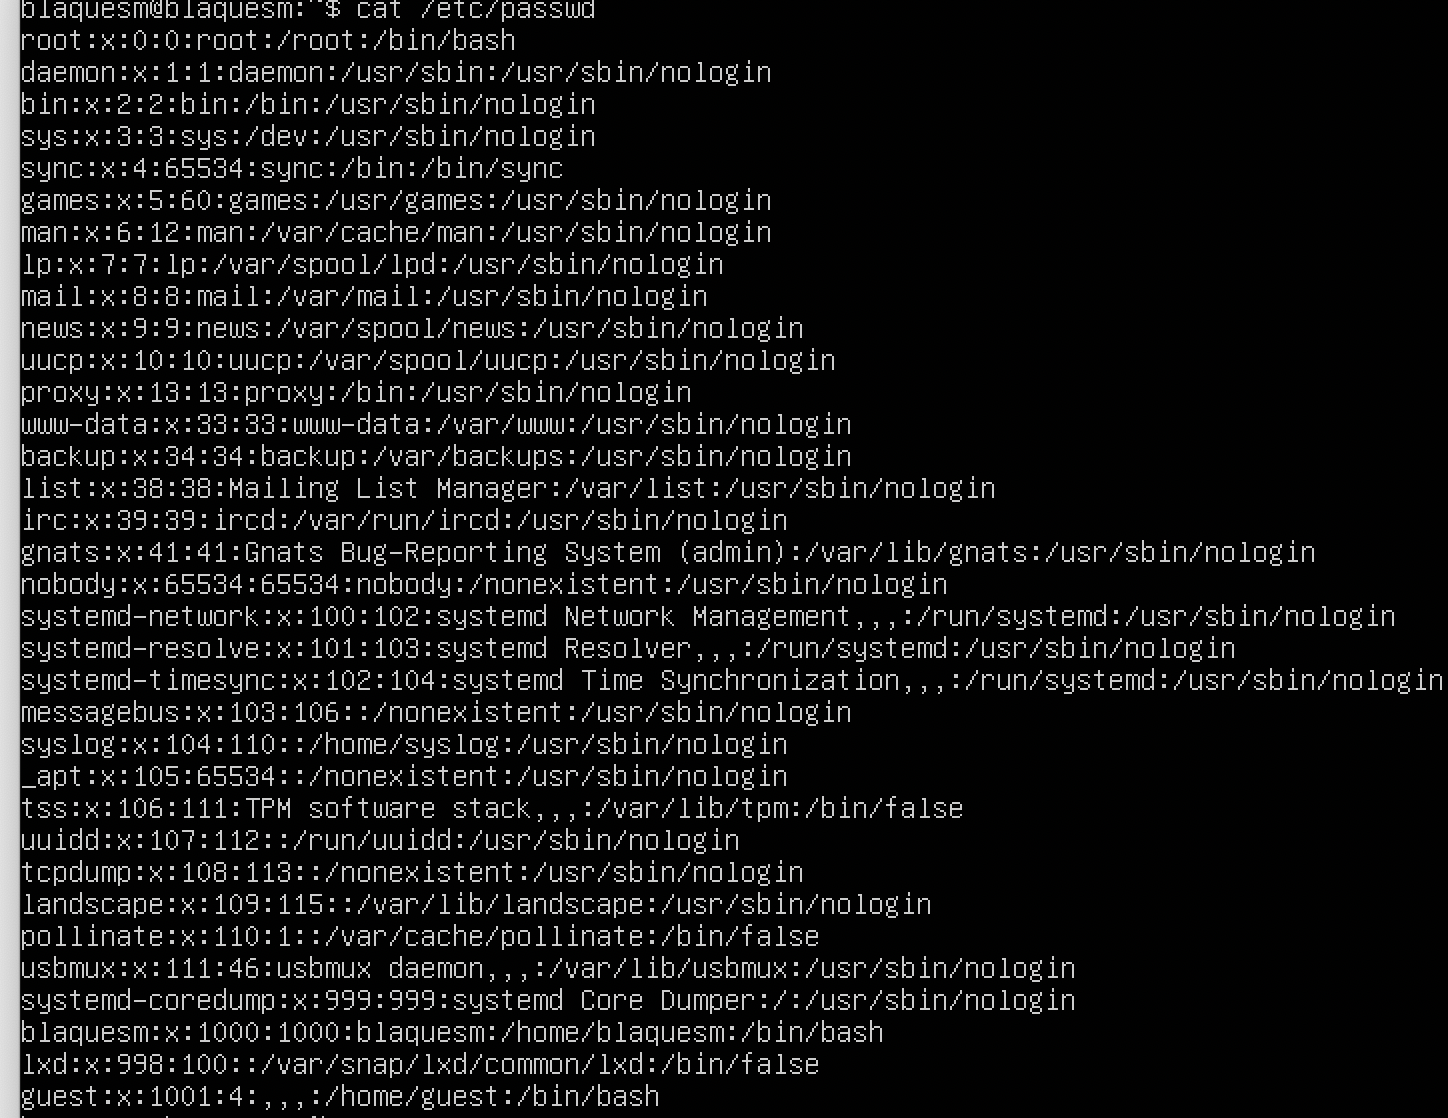 blaquesm@blaquesm:~$ cat /etc/passwd
root:x:0:0:root:/root:/bin/bash
daemon:x:1:1:daemon:/usr/sbin:/usr/sbin/nologin
bin:x:2:2:bin:/bin:/usr/sbin/nologin
sys:x:3:3:sys:/dev:/usr/sbin/nologin
sync:x:4:65534:sync:/bin:/bin/sync
games:x:5:60:games:/usr/games:/usr/sbin/nologin
man:x:6:12:man:/var/cache/man:/usr/sbin/nologin
lp:x:7:7:lp:/var/spool/lpd:/usr/sbin/nologin
mail:x:8:8:mail:/var/mail:/usr/sbin/nologin
news:x:9:9:news:/var/spool/news:/usr/sbin/nologin
uucp:x:10:10:uucp:/var/spool/uucp:/usr/sbin/nologin
proxy:x:13:13:proxy:/bin:/usr/sbin/nologin
www-data:x:33:33:www-data:/var/www:/usr/sbin/nologin
backup:x:34:34:backup:/var/backups:/usr/sbin/nologin
list:x:38:38:Mailing List Manager:/var/list:/usr/sbin/nologin
irc:x:39:39:ircd:/var/run/ircd:/usr/sbin/nologin
gnats:x:41:41:Gnats Bug-Reporting System (admin):/var/lib/gnats:/usr/sbin/nologin
nobody:x:65534:65534:nobody:/nonexistent:/usr/sbin/nologin
systemd-network:x:100:102:systemd Network Management,,,:/run/systemd:/usr/sbin/nologin
systemd-resolve:x:101:103:systemd Resolver,,,:/run/systemd:/usr/sbin/nologin
systemd-timesync:x:102:104:systemd Time Synchronization,,,:/run/systemd:/usr/sbin/nologin
messagebus:x:103:106::/nonexistent:/usr/sbin/nologin
syslog:x:104:110::/home/syslog:/usr/sbin/nologin
_apt:x:105:65534::/nonexistent:/usr/sbin/nologin
tss:x:106:111:TPM software stack,,,:/var/lib/tpm:/bin/false
uuidd:x:107:112::/run/uuidd:/usr/sbin/nologin
tcpdump:x:108:113::/nonexistent:/usr/sbin/nologin
landscape:x:109:115::/var/lib/landscape:/usr/sbin/nologin
pollinate:x:110:1::/var/cache/pollinate:/bin/false
usbmux:x:111:46:usbmux daemon,,,:/var/lib/usbmux:/usr/sbin/nologin
systemd-coredump:x:999:999:systemd Core Dumper:/:/usr/sbin/nologin
blaquesm:x:1000:1000:blaquesm:/home/blaquesm:/bin/bash
lxd:x:998:100::/var/snap/lxd/common/lxd:/bin/false
guest:x:1001:4:,,,:/home/guest:/bin/bash